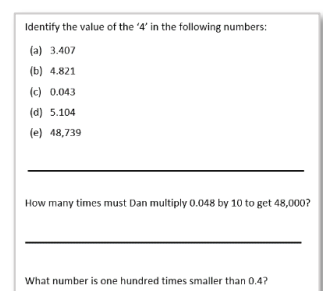 Identify the value of the ‘4’ in the following numbers:
(a) 3.407
(b) 4.821
(c) 0.043
(d) 5.104
(e) 48,739
How many times must Dan multiply 0.048 by 10 to get 48,000?
What number is one hundred times smaller than 0.4?